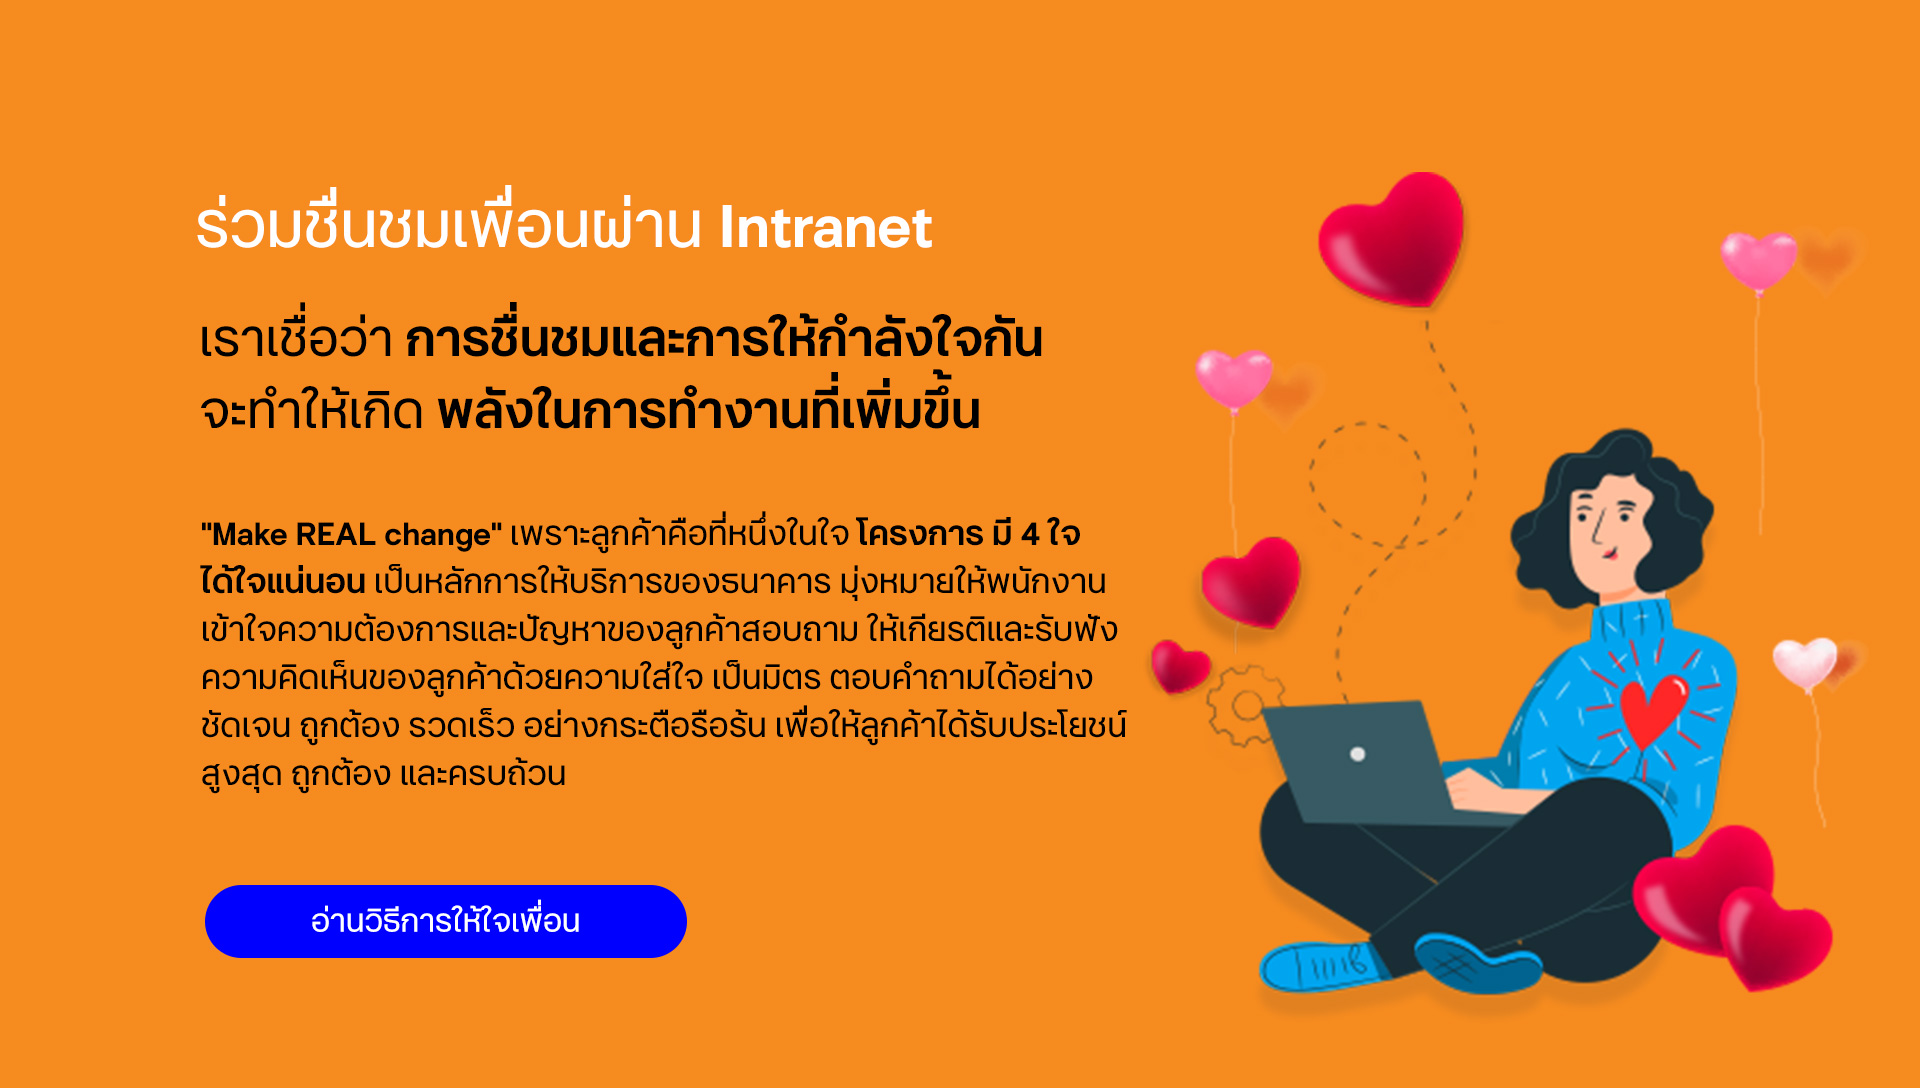 ร่วมชื่นชมเพื่อนผ่าน Intranet
เราเชื่อว่า การชื่นชมและการให้กำลังใจกัน
จะทำให้เกิด พลังในการทำงานที่เพิ่มขึ้น
"Make REAL change" เพราะลูกค้าคือที่หนึ่งในใจ โครงการ มี 4 ใจ
ได้ใจแน่นอน เป็นหลักการให้บริการของธนาคาร มุ่งหมายให้พนักงาน
เข้าใจความต้องการและปัญหาของลูกค้าสอบถาม ให้เกียรติและรับฟัง
ความคิดเห็นของลูกค้าด้วยความใส่ใจ เป็นมิตร ตอบคำถามได้อย่าง
ชัดเจน ถูกต้อง รวดเร็ว อย่างกระตือรือร้น เพื่อให้ลูกค้าได้รับประโยชน์
สูงสุด ถูกต้อง และครบถ้วน
อ่านวิธีการให้ใจเพื่อน